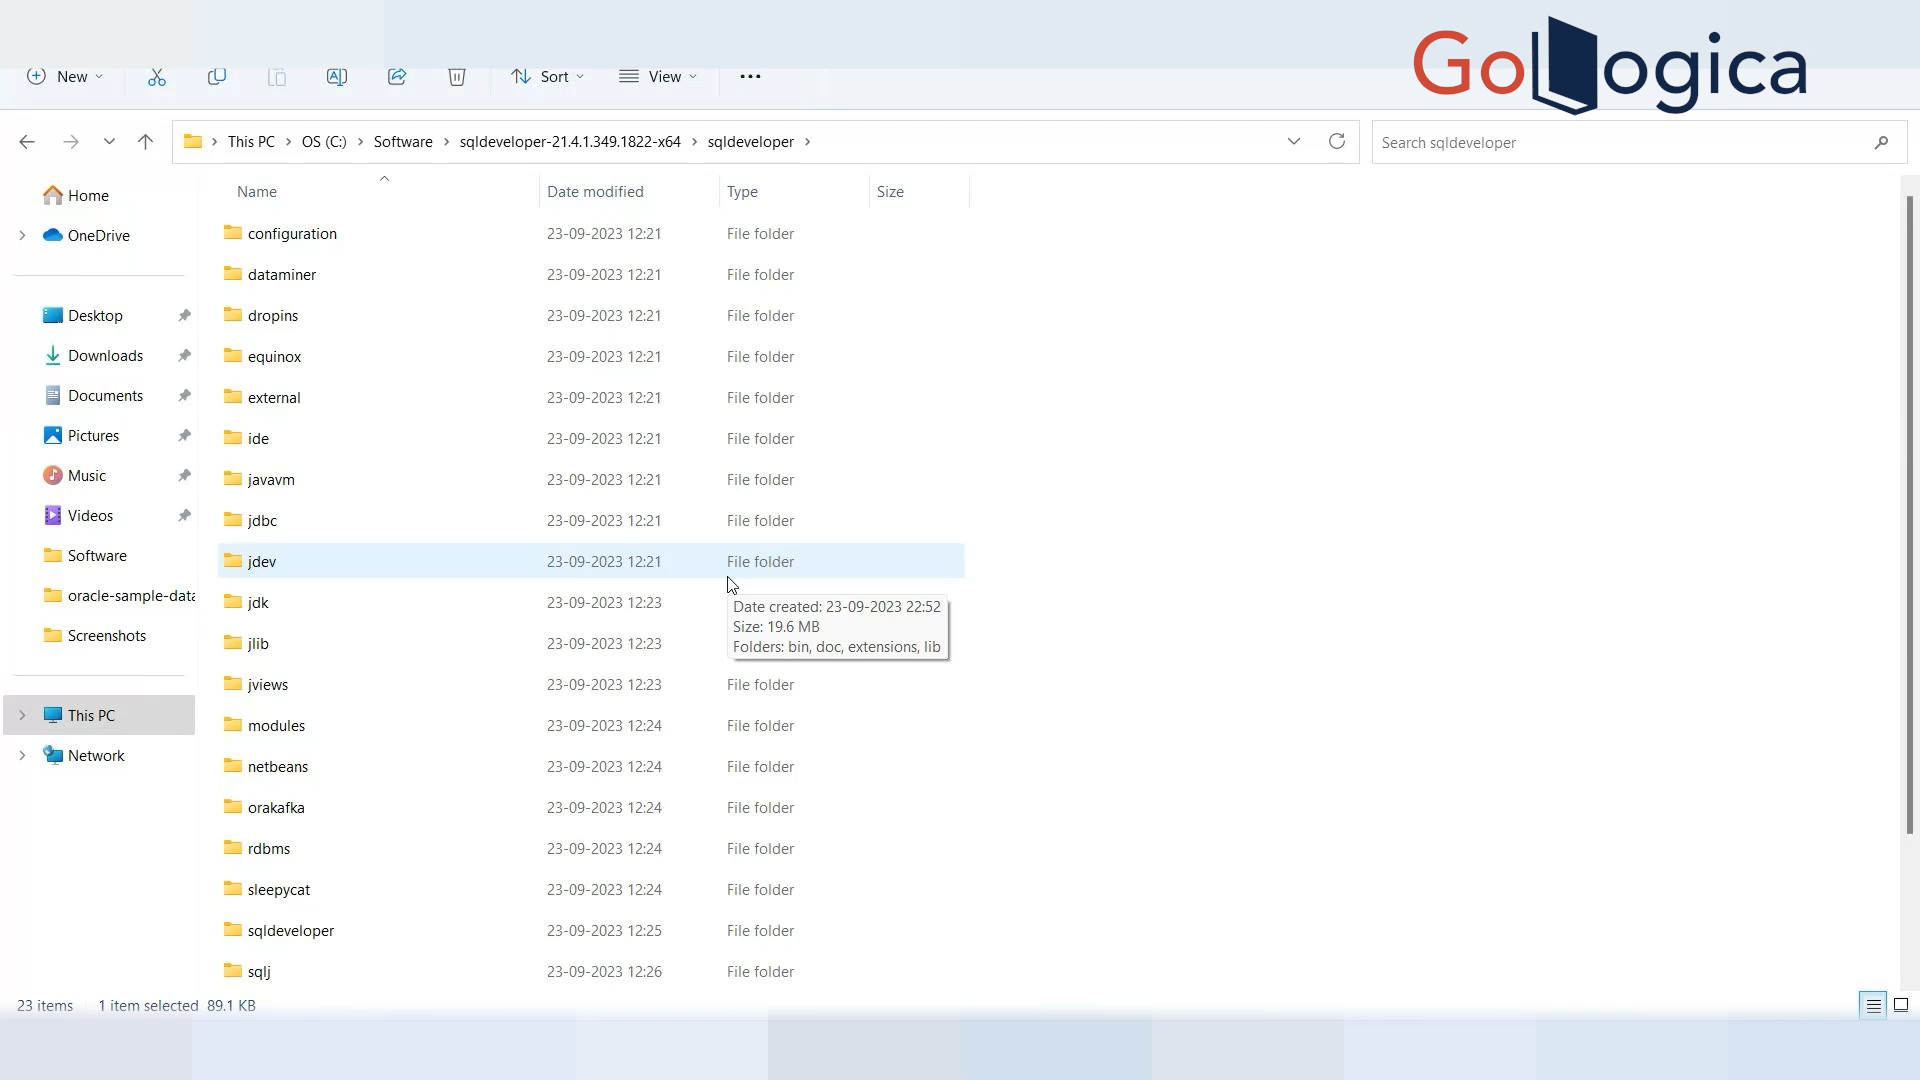 GoLogica
New
Sort
View
This PC > OS (C:) > Software > sqldeveloper-21.4.1.349.1822-x64 > sqldeveloper >
Search sqldeveloper
Name Date modified Type Size
Home
OneDrive
Desktop
Downloads
Documents
Pictures
Music
Videos
Software
oracle-sample-data
Screenshots
This PC
Network
configuration 23-09-2023 12:21 File folder
dataminer 23-09-2023 12:21 File folder
dropins 23-09-2023 12:21 File folder
equinox 23-09-2023 12:21 File folder
external 23-09-2023 12:21 File folder
ide 23-09-2023 12:21 File folder
javavm 23-09-2023 12:21 File folder
jdbc 23-09-2023 12:21 File folder
jdev 23-09-2023 12:21 File folder
jdk 23-09-2023 12:23
Date created: 23-09-2023 22:52
Size: 19.6 MB
Folders: bin, doc, extensions, lib
jlib 23-09-2023 12:23
jviews 23-09-2023 12:23 File folder
modules 23-09-2023 12:24 File folder
netbeans 23-09-2023 12:24 File folder
orakafka 23-09-2023 12:24 File folder
rdbms 23-09-2023 12:24 File folder
sleepycat 23-09-2023 12:24 File folder
sqldeveloper 23-09-2023 12:25 File folder
sqlj 23-09-2023 12:26 File folder
23 items 1 item selected 89.1 KB